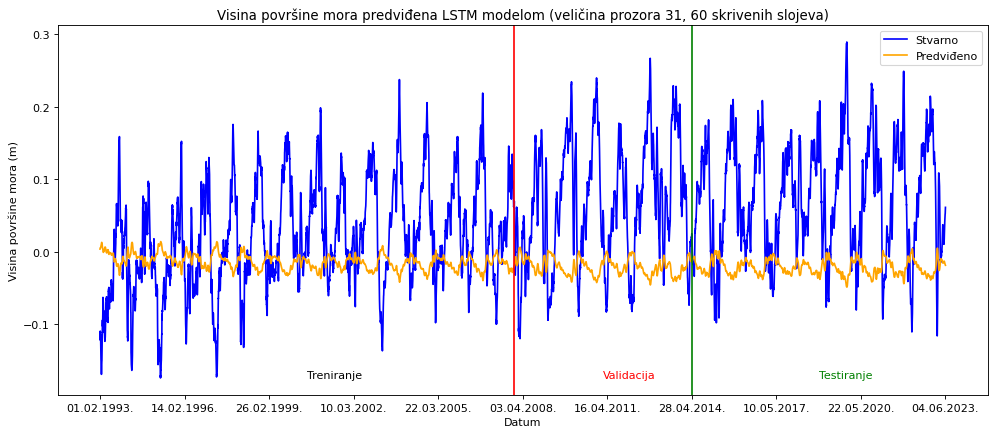 Visina površine mora predviđena LSTM modelom (veličina prozora 31, 60 skrivenih slojeva)
Stvarno
Predviđeno
0.3
0.2
0.1
0.0
−0.1
Visina površine mora (m)
Treniranje
Validacija
Testiranje
01.02.1993. 14.02.1996. 26.02.1999. 10.03.2002. 22.03.2005. 03.04.2008. 16.04.2011. 28.04.2014. 10.05.2017. 22.05.2020. 04.06.2023.
Datum